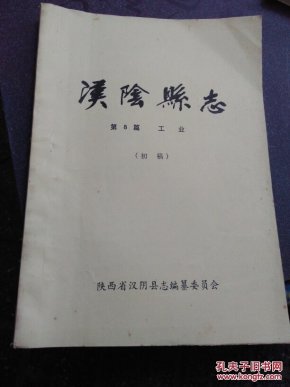 漢陰縣志
第8篇 工业
（初稿）
陕西省汉阴县志编纂委员会
孔夫子旧书网